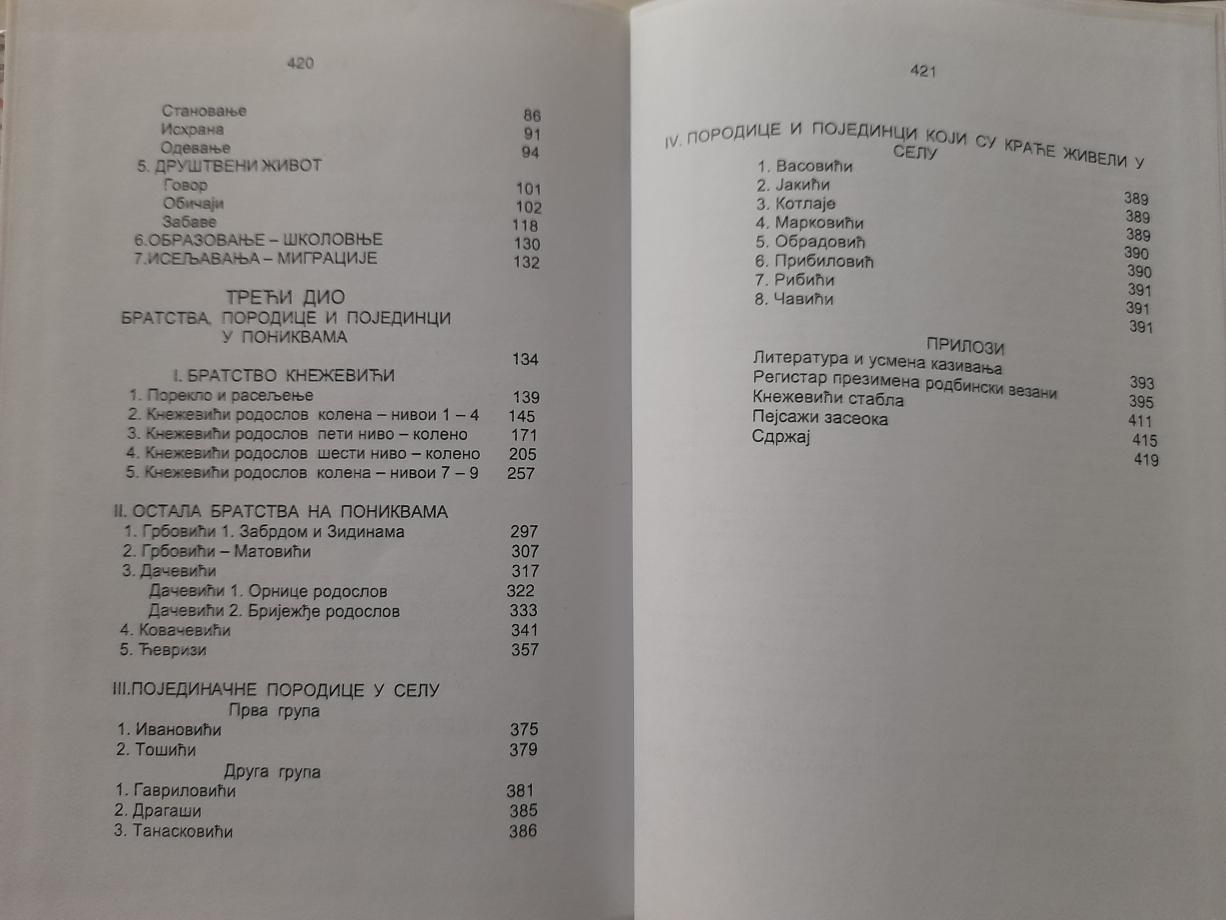 420
Становање 86
Исхрана 91
Одевање 94
5. ДРУШТВЕНИ ЖИВОТ
Говор 101
Обичаји 102
Забаве 118
6.ОБРАЗОВАЊЕ – ШКОЛОВЊЕ 130
7.ИСЕЉАВАЊА – МИГРАЦИЈЕ 132
ТРЕЋИ ДИО
БРАТСТВА, ПОРОДИЦЕ И ПОЈЕДИНЦИ
У ПОНИКВАМА
134
I. БРАТСТВО КНЕЖЕВИЋИ
1. Порекло и расељење 139
2. Кнежевићи родослов колена – нивои 1 – 4 145
3. Кнежевићи родослов пети ниво – колено 171
4. Кнежевићи родослов шести ниво – колено 205
5. Кнежевићи родослов колена – нивои 7 – 9 257
II. ОСТАЛА БРАТСТВА НА ПОНИКВАМА
1. Грбовићи 1. Забрдом и Зидинама 297
2. Грбовићи – Матовићи 307
3. Дачевићи 317
Дачевићи 1. Орнице родослов 322
Дачевићи 2. Бријежђе родослов 333
4. Ковачевићи 341
5. Ћевризи 357
III.ПОЈЕДИНАЧНЕ ПОРОДИЦЕ У СЕЛУ
Прва група
1. Ивановићи 375
2. Тошићи 379
Друга група
1. Гавриловићи 381
2. Драгаши 385
3. Танасковићи 386
421
IV. ПОРОДИЦЕ И ПОЈЕДИНЦИ КОЈИ СУ КРАЋЕ ЖИВЕЛИ У
СЕЛУ
1. Васовићи 389
2. Јакићи 389
3. Котлаје 389
4. Марковићи 390
5. Обрадовић 390
6. Прибиловић 391
7. Рибићи 391
8. Чавићи 391
ПРИЛОЗИ
Литература и усмена казивања 393
Регистар презимена родбински везани 395
Кнежевићи стабла 411
Пејсажи засеока 415
Сдржај 419